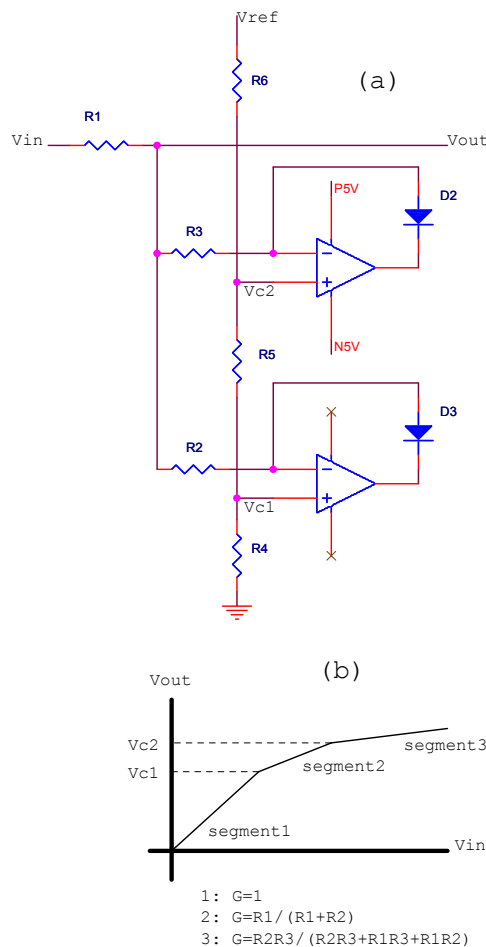 Vref
(a)
R6
R1
Vin
Vout
P5V
D2
R3
Vc2
N5V
R5
D3
R2
Vc1
R4
(b)
Vout
Vc2
segment3
Vc1
segment2
segment1
Vin
1: G=1
2: G=R1/(R1+R2)
3: G=R2R3/(R2R3+R1R3+R1R2)